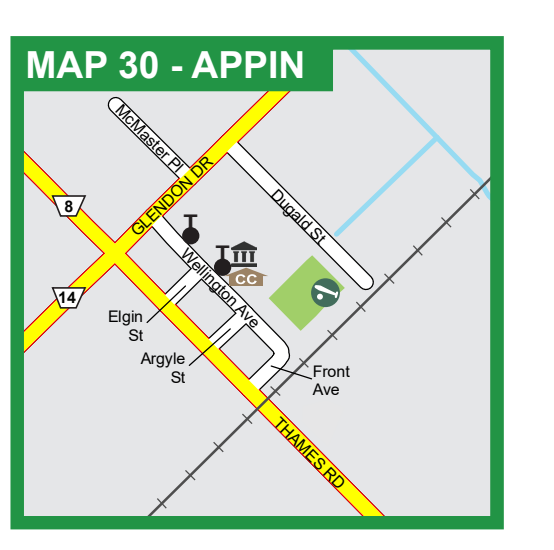 MAP 30 - APPIN
McMaster Pl
GLENDON DR
8
Dugald St
CC
Wellington Ave
14
Elgin
St
Argyle
St
Front
Ave
THAMES RD